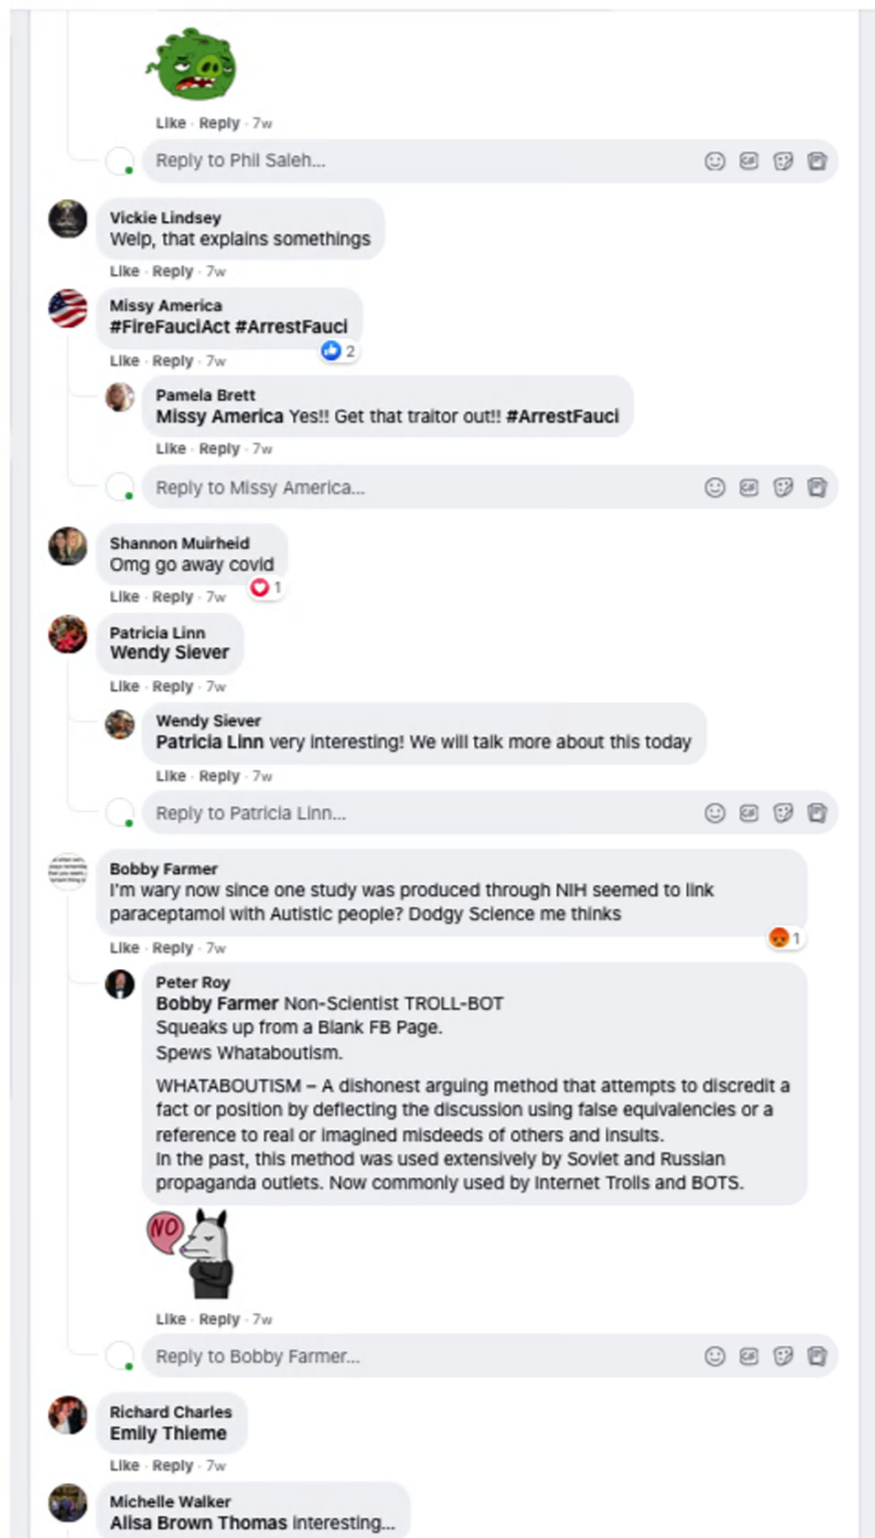 Like · Reply · 7w
Reply to Phil Saleh...
GIF
Vickie Lindsey
Welp, that explains somethings
Like · Reply · 7w
Missy America
#FireFauciAct #ArrestFauci
Like · Reply · 7w
2
Pamela Brett
Missy America Yes!! Get that traitor out!! #ArrestFauci
Like · Reply · 7w
Reply to Missy America...
GIF
Shannon Muirheid
Omg go away covid
Like · Reply · 7w
1
Patricia Linn
Wendy Siever
Like · Reply · 7w
Wendy Siever
Patricia Linn very interesting! We will talk more about this today
Like · Reply · 7w
Reply to Patricia Linn...
GIF
Bobby Farmer
I'm wary now since one study was produced through NIH seemed to link
paraceptamol with Autistic people? Dodgy Science me thinks
1
Like · Reply · 7w
Peter Roy
Bobby Farmer Non-Scientist TROLL-BOT
Squeaks up from a Blank FB Page.
Spews Whataboutism.
WHATABOUTISM – A dishonest arguing method that attempts to discredit a
fact or position by deflecting the discussion using false equivalencies or a
reference to real or imagined misdeeds of others and insults.
In the past, this method was used extensively by Soviet and Russian
propaganda outlets. Now commonly used by Internet Trolls and BOTS.
NO
Like · Reply · 7w
Reply to Bobby Farmer...
GIF
Richard Charles
Emily Thieme
Like · Reply · 7w
Michelle Walker
Alisa Brown Thomas interesting...